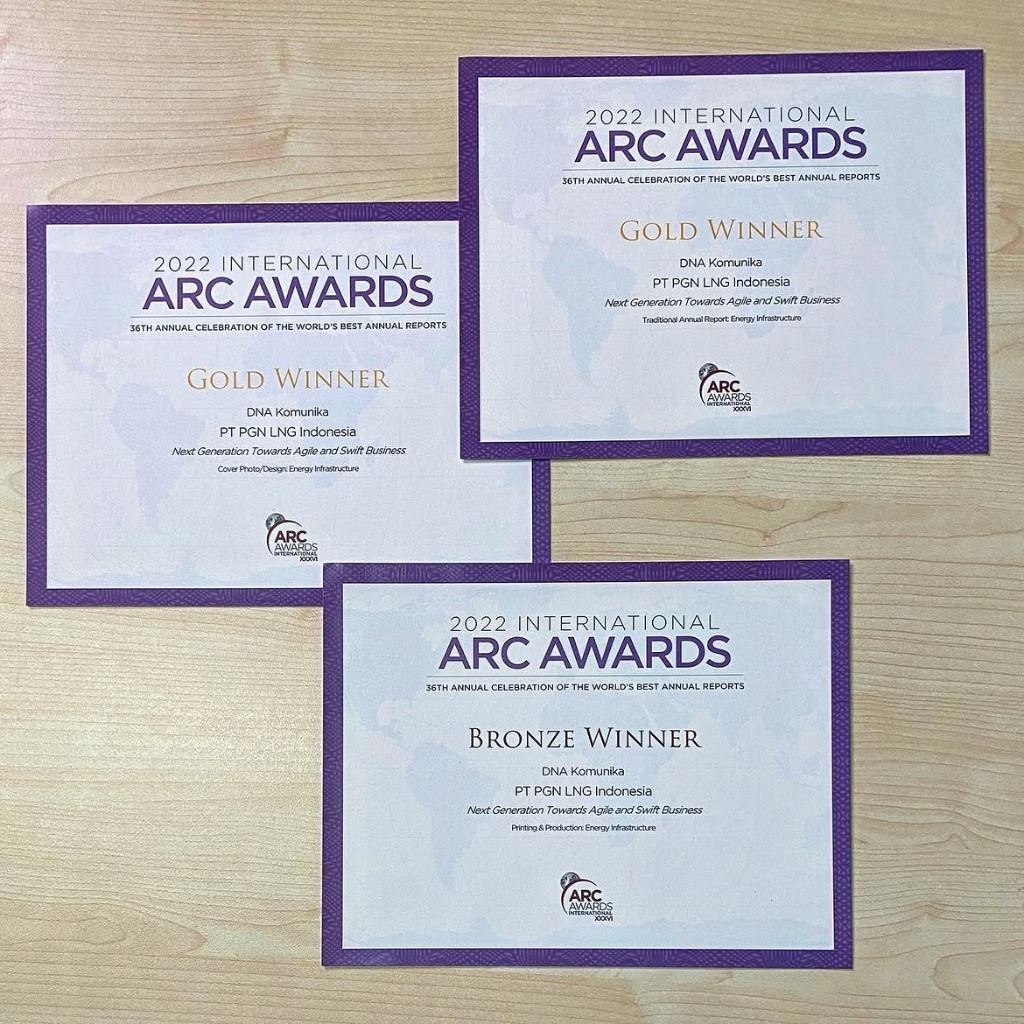 2022 INTERNATIONAL
ARC AWARDS
36TH ANNUAL CELEBRATION OF THE WORLD'S BEST ANNUAL REPORTS
GOLD WINNER
DNA Komunika
PT PGN LNG Indonesia
Next Generation Towards Agile and Swift Business
Traditional Annual Report: Energy Infrastructure
ARC
AWARDS
INTERNATIONAL
XXXVI
2022 INTERNATIONAL
ARC AWARDS
36TH ANNUAL CELEBRATION OF THE WORLD'S BEST ANNUAL REPORTS
GOLD WINNER
DNA Komunika
PT PGN LNG Indonesia
Next Generation Towards Agile and Swift Business
Cover Photo/Design: Energy Infrastructure
ARC
AWARDS
INTERNATIONAL
XXXVI
2022 INTERNATIONAL
ARC AWARDS
36TH ANNUAL CELEBRATION OF THE WORLD'S BEST ANNUAL REPORTS
BRONZE WINNER
DNA Komunika
PT PGN LNG Indonesia
Next Generation Towards Agile and Swift Business
Printing & Production: Energy Infrastructure
ARC
AWARDS
INTERNATIONAL
XXXVI